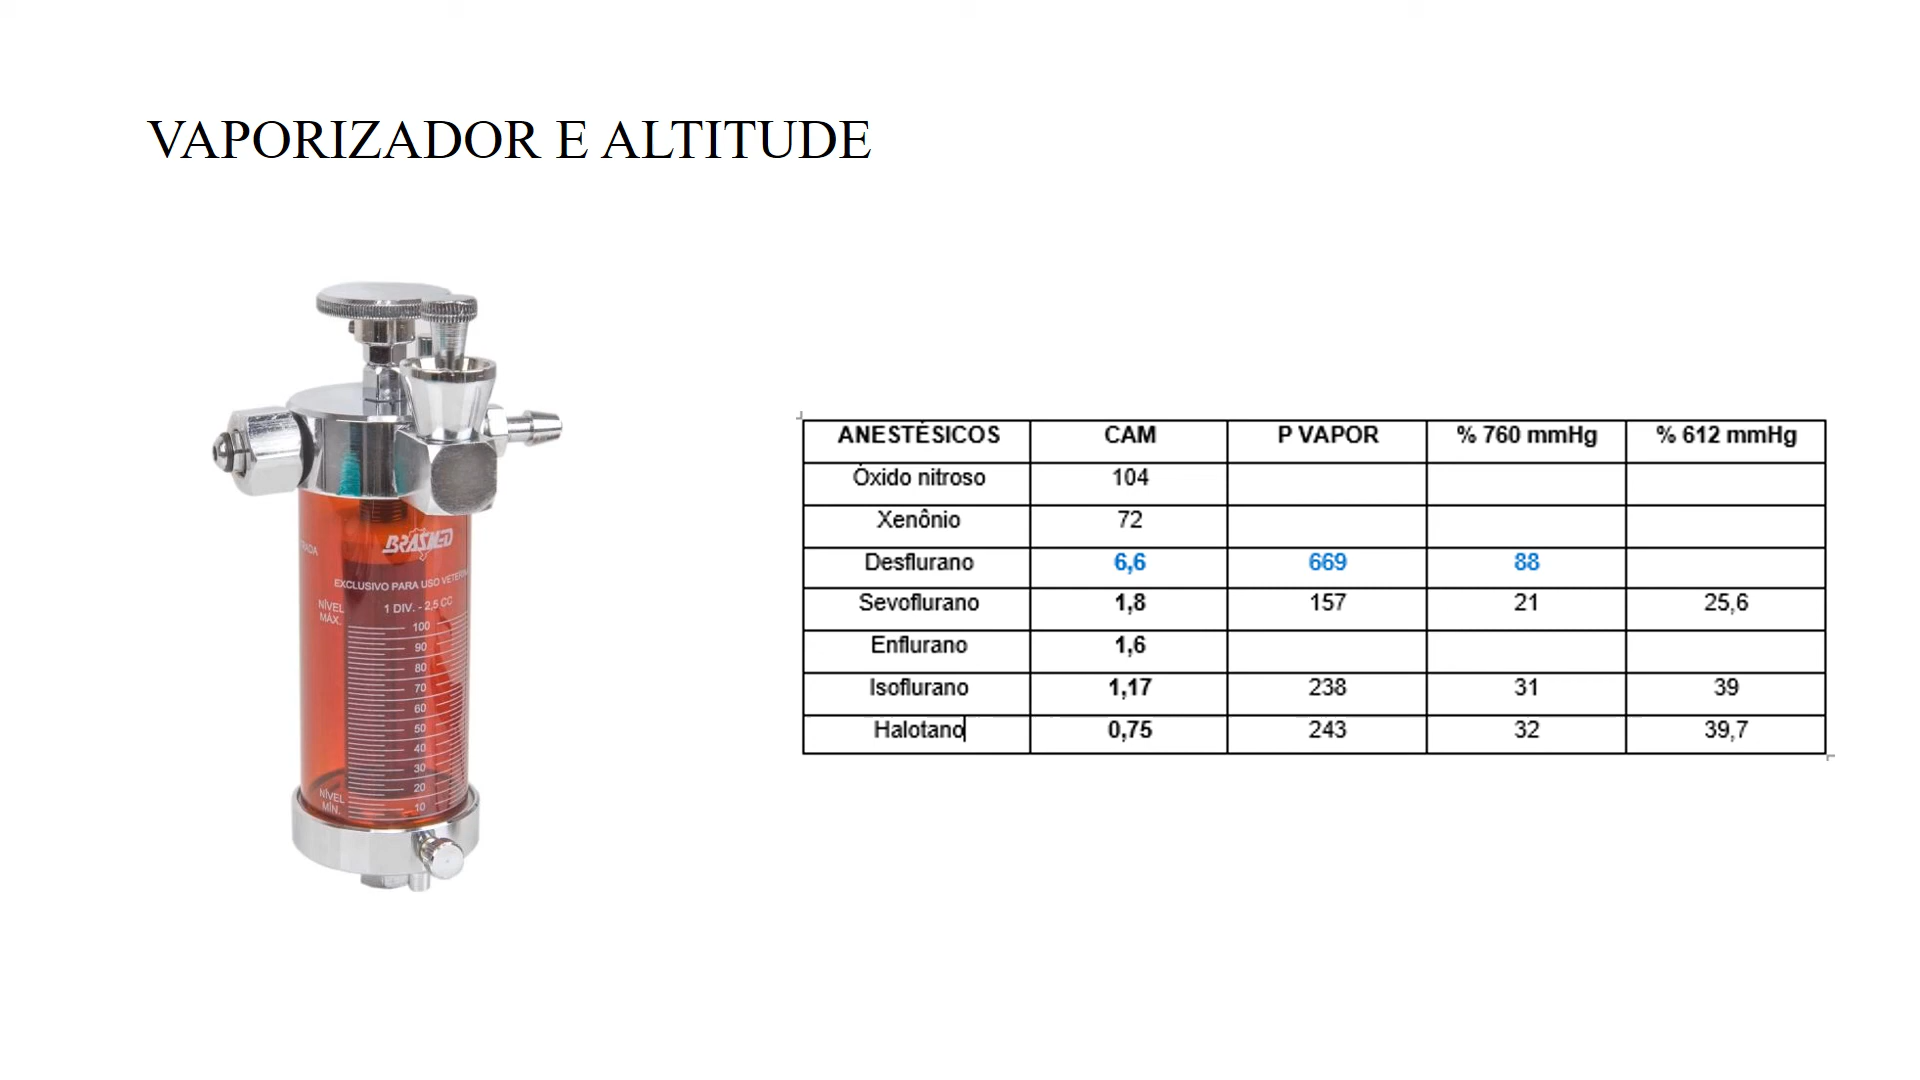 VAPORIZADOR E ALTITUDE
BRASMED
EXCLUSIVO PARA USO
NÍVEL MÁX.
1 DIV. - 2,5 CC
100
90
80
70
60
50
40
30
20
10
NÍVEL MÍN.
ANESTÉSICOS CAM P VAPOR % 760 mmHg % 612 mmHg
Óxido nitroso 104
Xenônio 72
Desflurano 6,6 669 88
Sevoflurano 1,8 157 21 25,6
Enflurano 1,6
Isoflurano 1,17 238 31 39
Halotano 0,75 243 32 39,7